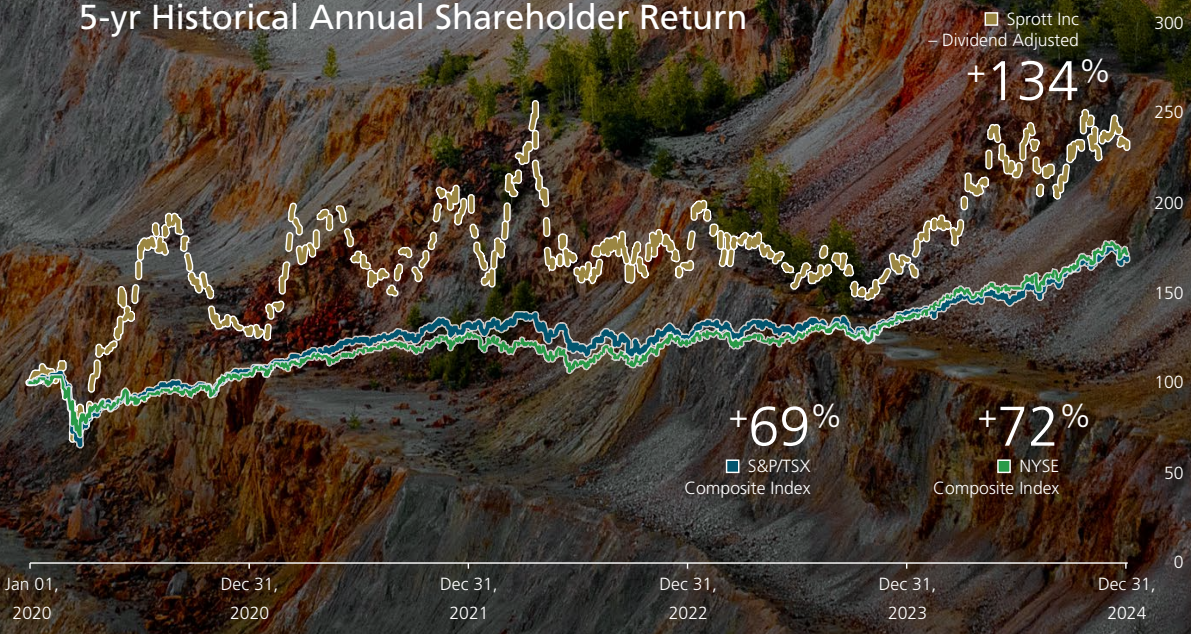 5-yr Historical Annual Shareholder Return
Sprott Inc
– Dividend Adjusted
+134%
300
250
200
150
100
50
0
+69%
S&P/TSX
Composite Index
+72%
NYSE
Composite Index
Jan 01,
2020
Dec 31,
2020
Dec 31,
2021
Dec 31,
2022
Dec 31,
2023
Dec 31,
2024